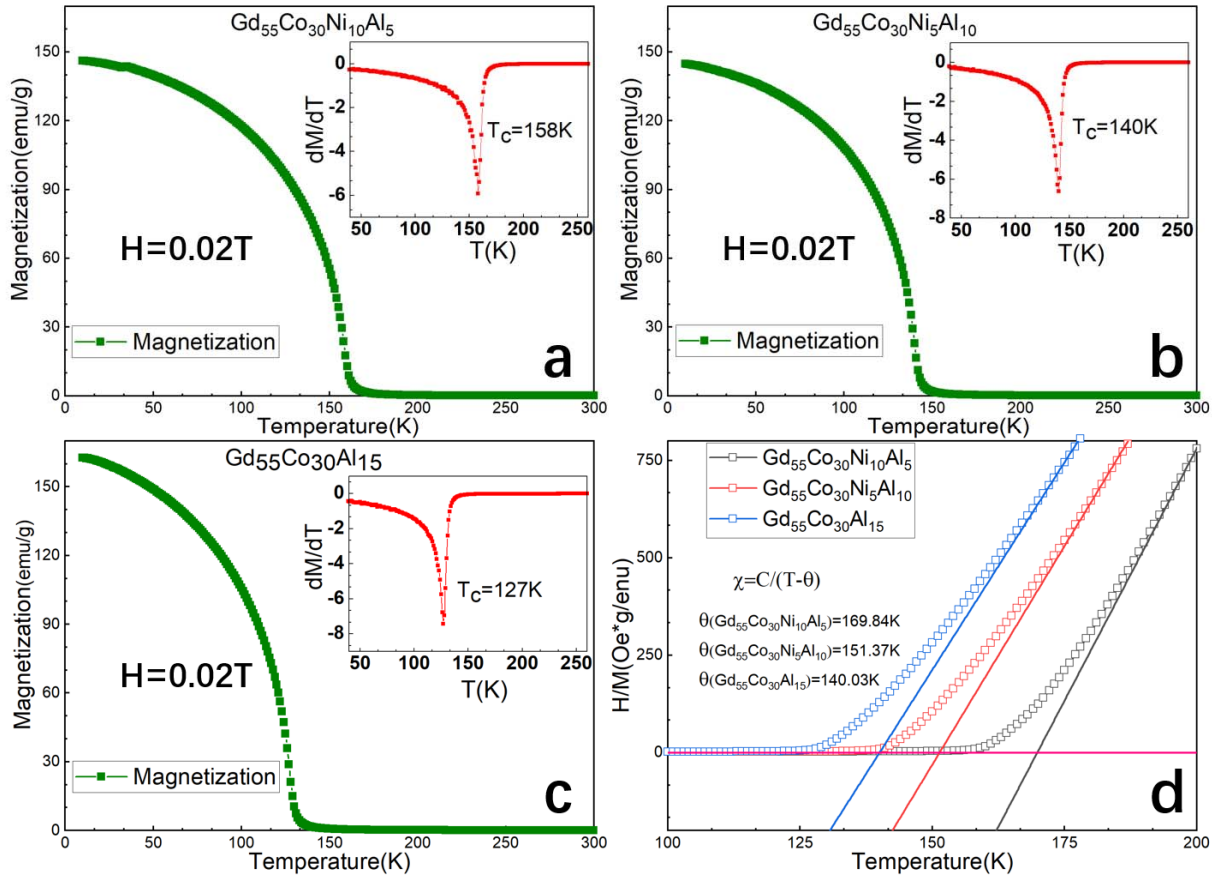 Gd55Co30Ni10Al5
Magnetization(emu/g)
150
120
90
60
30
0
0
50
100
150
200
250
300
Temperature(K)
H=0.02T
Magnetization
a
dM/dT
0
-2
-4
-6
50
100
150
200
250
T(K)
TC=158K
Gd55Co30Ni5Al10
Magnetization(emu/g)
150
120
90
60
30
0
0
50
100
150
200
250
300
Temperature(K)
H=0.02T
Magnetization
b
dM/dT
0
-2
-4
-6
-8
50
100
150
200
250
T(K)
TC=140K
Gd55Co30Al15
Magnetization(emu/g)
150
120
90
60
30
0
0
50
100
150
200
250
300
Temperature(K)
H=0.02T
Magnetization
c
dM/dT
0
-2
-4
-6
-8
50
100
150
200
250
T(K)
TC=127K
H/M(Oe*g/enu)
750
500
250
0
100
125
150
175
200
Temperature(K)
Gd55Co30Ni10Al5
Gd55Co30Ni5Al10
Gd55Co30Al15
χ=C/(T-θ)
θ(Gd55Co30Ni10Al5)=169.84K
θ(Gd55Co30Ni5Al10)=151.37K
θ(Gd55Co30Al15)=140.03K
d